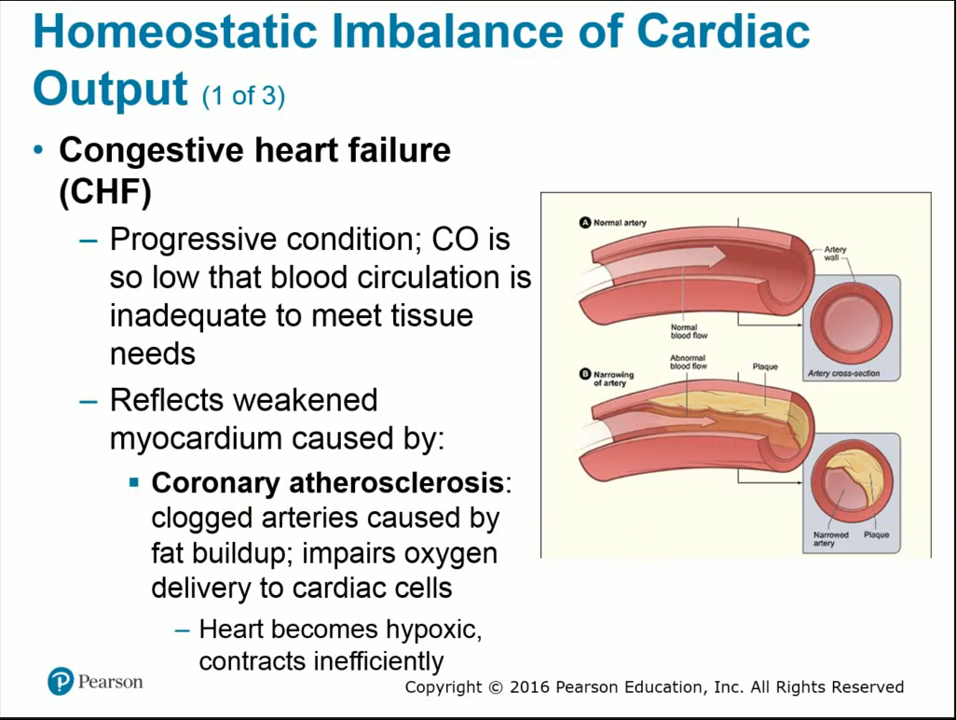 Homeostatic Imbalance of Cardiac
Output (1 of 3)
• Congestive heart failure
(CHF)
– Progressive condition; CO is
so low that blood circulation is
inadequate to meet tissue
needs
– Reflects weakened
myocardium caused by:
▪ Coronary atherosclerosis:
clogged arteries caused by
fat buildup; impairs oxygen
delivery to cardiac cells
– Heart becomes hypoxic,
contracts inefficiently
A Normal artery
Artery
wall
Normal
blood flow
Artery cross-section
Abnormal
blood flow
Plaque
B Narrowing
of artery
Narrowed
artery
Plaque
P Pearson
Copyright © 2016 Pearson Education, Inc. All Rights Reserved